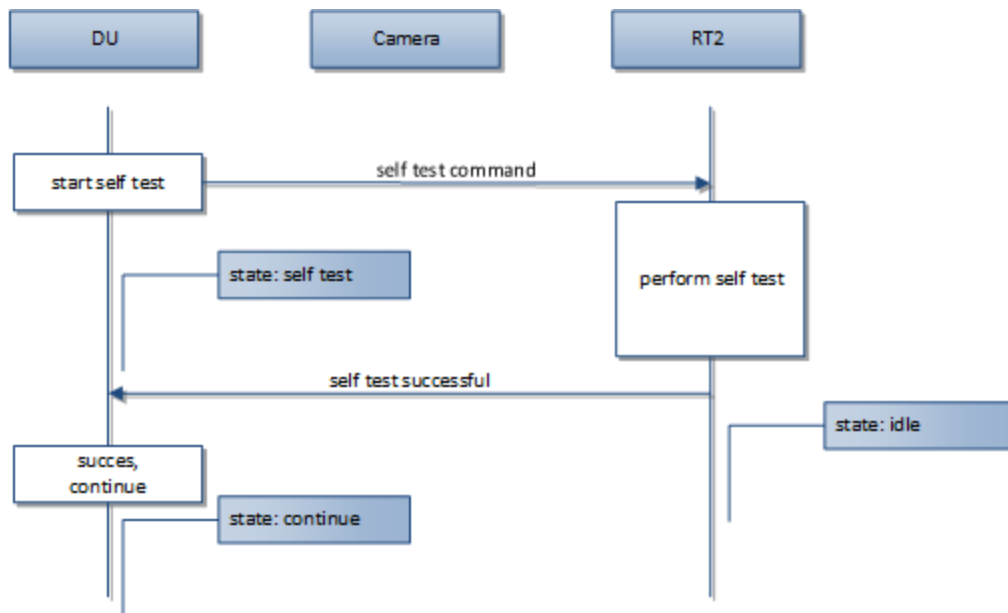 DU
Camera
RT2
self test command
start self test
state: self test
perform self test
self test successful
state: idle
succes,
continue
state: continue